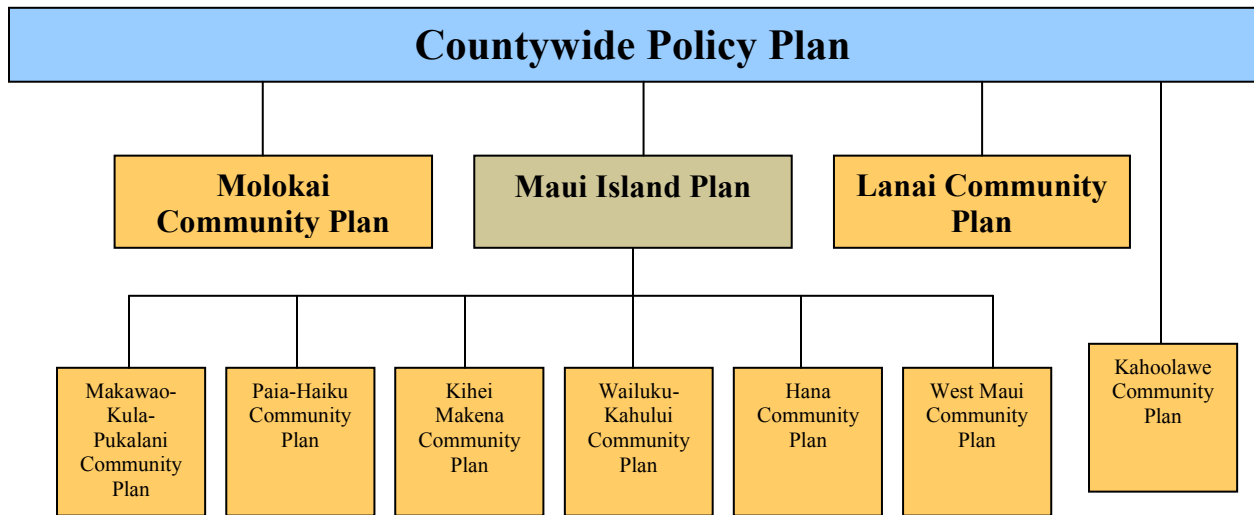 Countywide Policy Plan
Molokai
Community Plan
Maui Island Plan
Lanai Community
Plan
Makawao-
Kula-
Pukalani
Community
Plan
Paia-Haiku
Community
Plan
Kihei
Makena
Community
Plan
Wailuku-
Kahului
Community
Plan
Hana
Community
Plan
West Maui
Community
Plan
Kahoolawe
Community
Plan